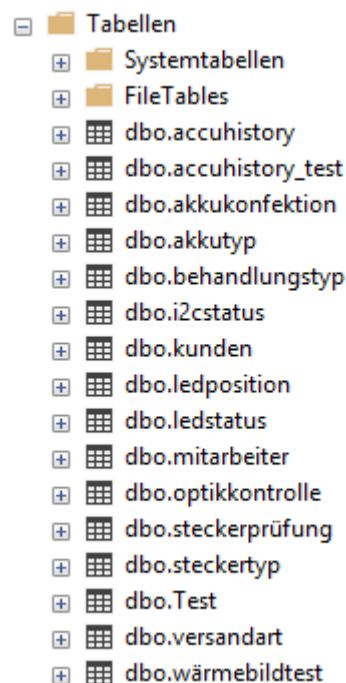 Tabellen
Systemtabellen
FileTables
dbo.accuhistory
dbo.accuhistory_test
dbo.akkukonfektion
dbo.akkutyp
dbo.behandlungstyp
dbo.i2cstatus
dbo.kunden
dbo.ledposition
dbo.ledstatus
dbo.mitarbeiter
dbo.optikkontrolle
dbo.steckerprüfung
dbo.steckertyp
dbo.Test
dbo.versandart
dbo.wärmebildtest